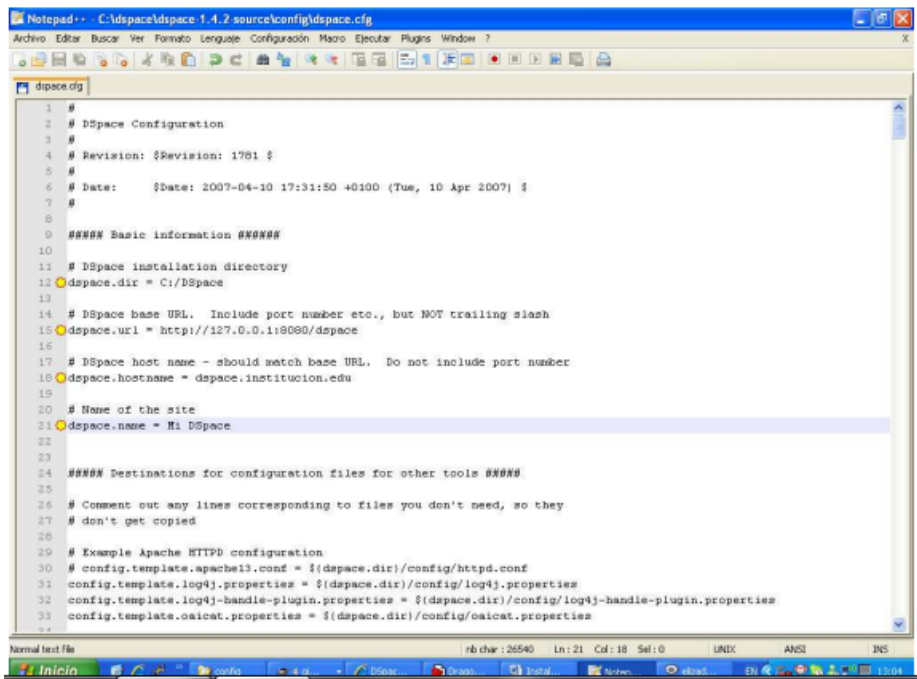 Notepad++ - C:\dspace\dspace-1.4.2-source\config\dspace.cfg
Archivo Editar Buscar Ver Formato Lenguaje Configuración Macro Ejecutar Plugins Window ? X
dspace.cfg
1 #
2 # DSpace Configuration
3 #
4 # Revision: $Revision: 1781 $
5 #
6 # Date: $Date: 2007-04-10 17:31:50 +0100 (Tue, 10 Apr 2007) $
7 #
8
9 ##### Basic information ######
10
11 # DSpace installation directory
12 dspace.dir = C:/DSpace
13
14 # DSpace base URL. Include port number etc., but NOT trailing slash
15 dspace.url = http://127.0.0.1:8080/dspace
16
17 # DSpace host name - should match base URL. Do not include port number
18 dspace.hostname = dspace.institucion.edu
19
20 # Name of the site
21 dspace.name = Mi DSpace
22
23
24 ##### Destinations for configuration files for other tools #####
25
26 # Comment out any lines corresponding to files you don't need, so they
27 # don't get copied
28
29 # Example Apache HTTPD configuration
30 # config.template.apache13.conf = ${dspace.dir}/config/httpd.conf
31 config.template.log4j.properties = ${dspace.dir}/config/log4j.properties
32 config.template.log4j-handle-plugin.properties = ${dspace.dir}/config/log4j-handle-plugin.properties
33 config.template.oaicat.properties = ${dspace.dir}/config/oaicat.properties
Normal text file nb char : 26540 Ln : 21 Col : 18 Sel : 0 UNIX ANSI INS
Inicio config DSpac... Drago... Instal... Notep... EN 13:04